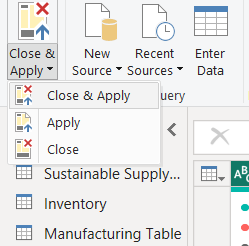 Close &
Apply
New
Source
Recent
Sources
Enter
Data
Close & Apply
uery
Apply
Close
Sustainable Supply...
Inventory
Manufacturing Table